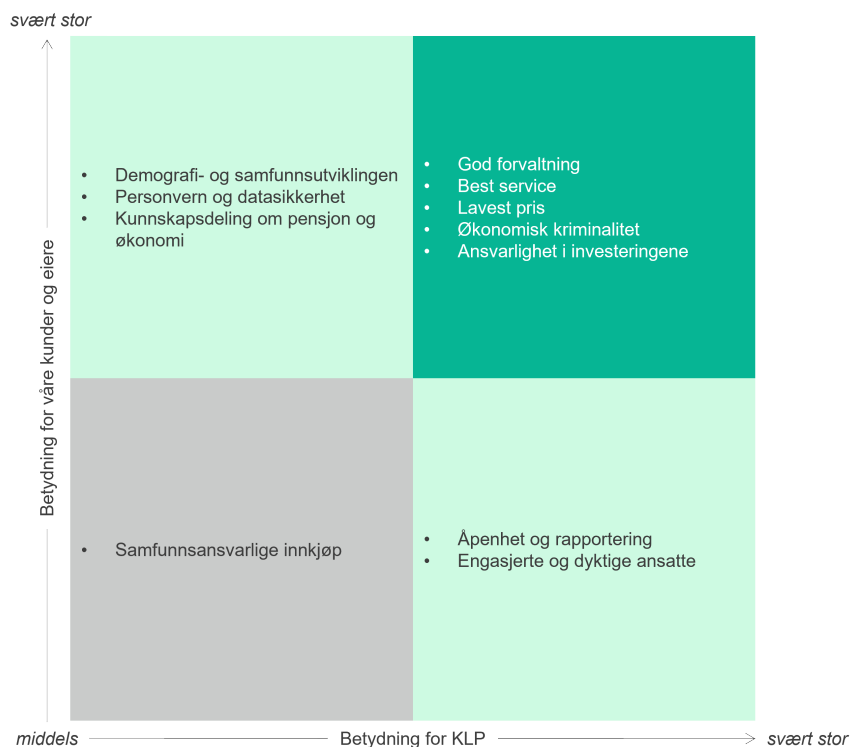 svært stor
Betydning for våre kunder og eiere
• Demografi- og samfunnsutviklingen
• Personvern og datasikkerhet
• Kunnskapsdeling om pensjon og
økonomi
• God forvaltning
• Best service
• Lavest pris
• Økonomisk kriminalitet
• Ansvarlighet i investeringene
• Samfunnsansvarlige innkjøp
• Åpenhet og rapportering
• Engasjerte og dyktige ansatte
middels
Betydning for KLP
svært stor